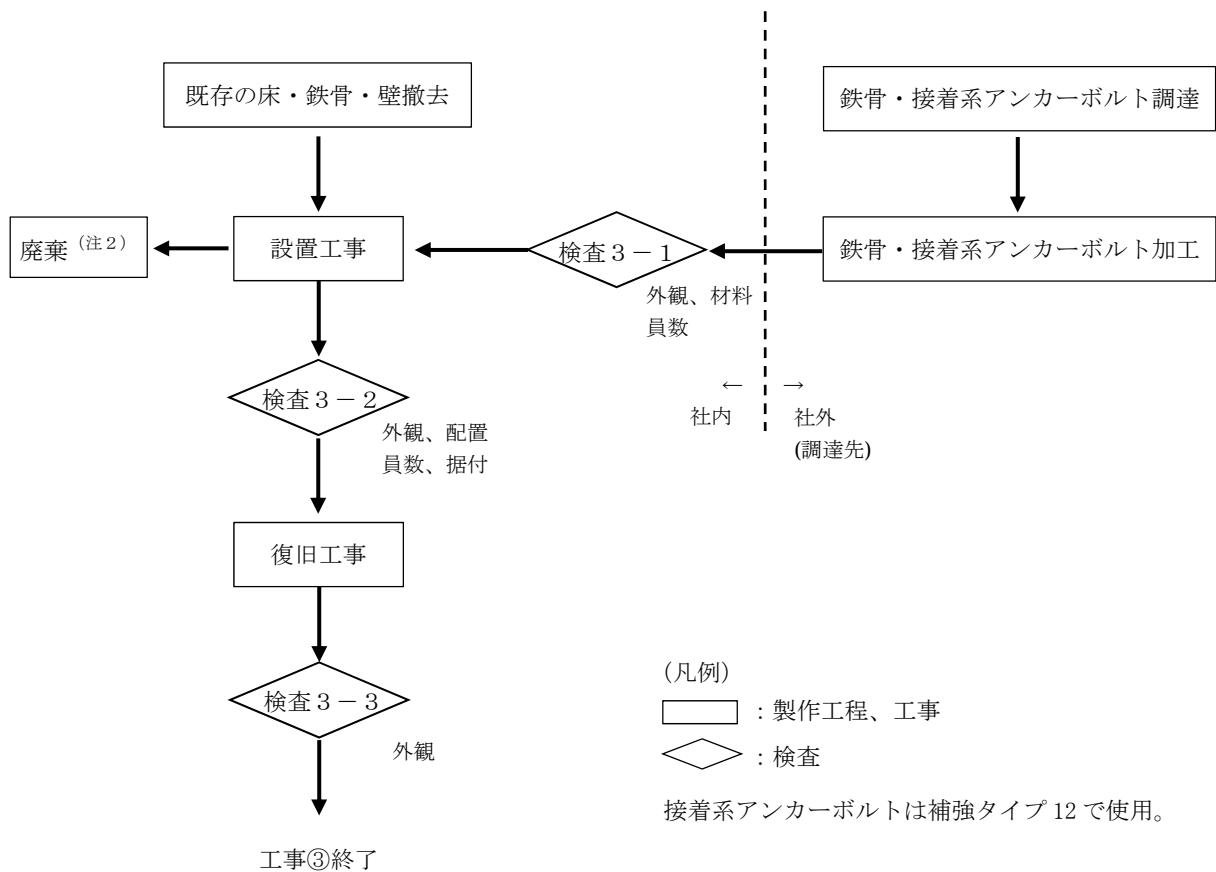 既存の床・鉄骨・壁撤去
鉄骨・接着系アンカーボルト調達
廃棄（注２）
設置工事
検査３－１
鉄骨・接着系アンカーボルト加工
外観、材料
員数
検査３－２
外観、配置
員数、据付
← →
社内 社外
(調達先)
復旧工事
検査３－３
外観
工事③終了
(凡例)
：製作工程、工事
：検査
接着系アンカーボルトは補強タイプ 12 で使用。